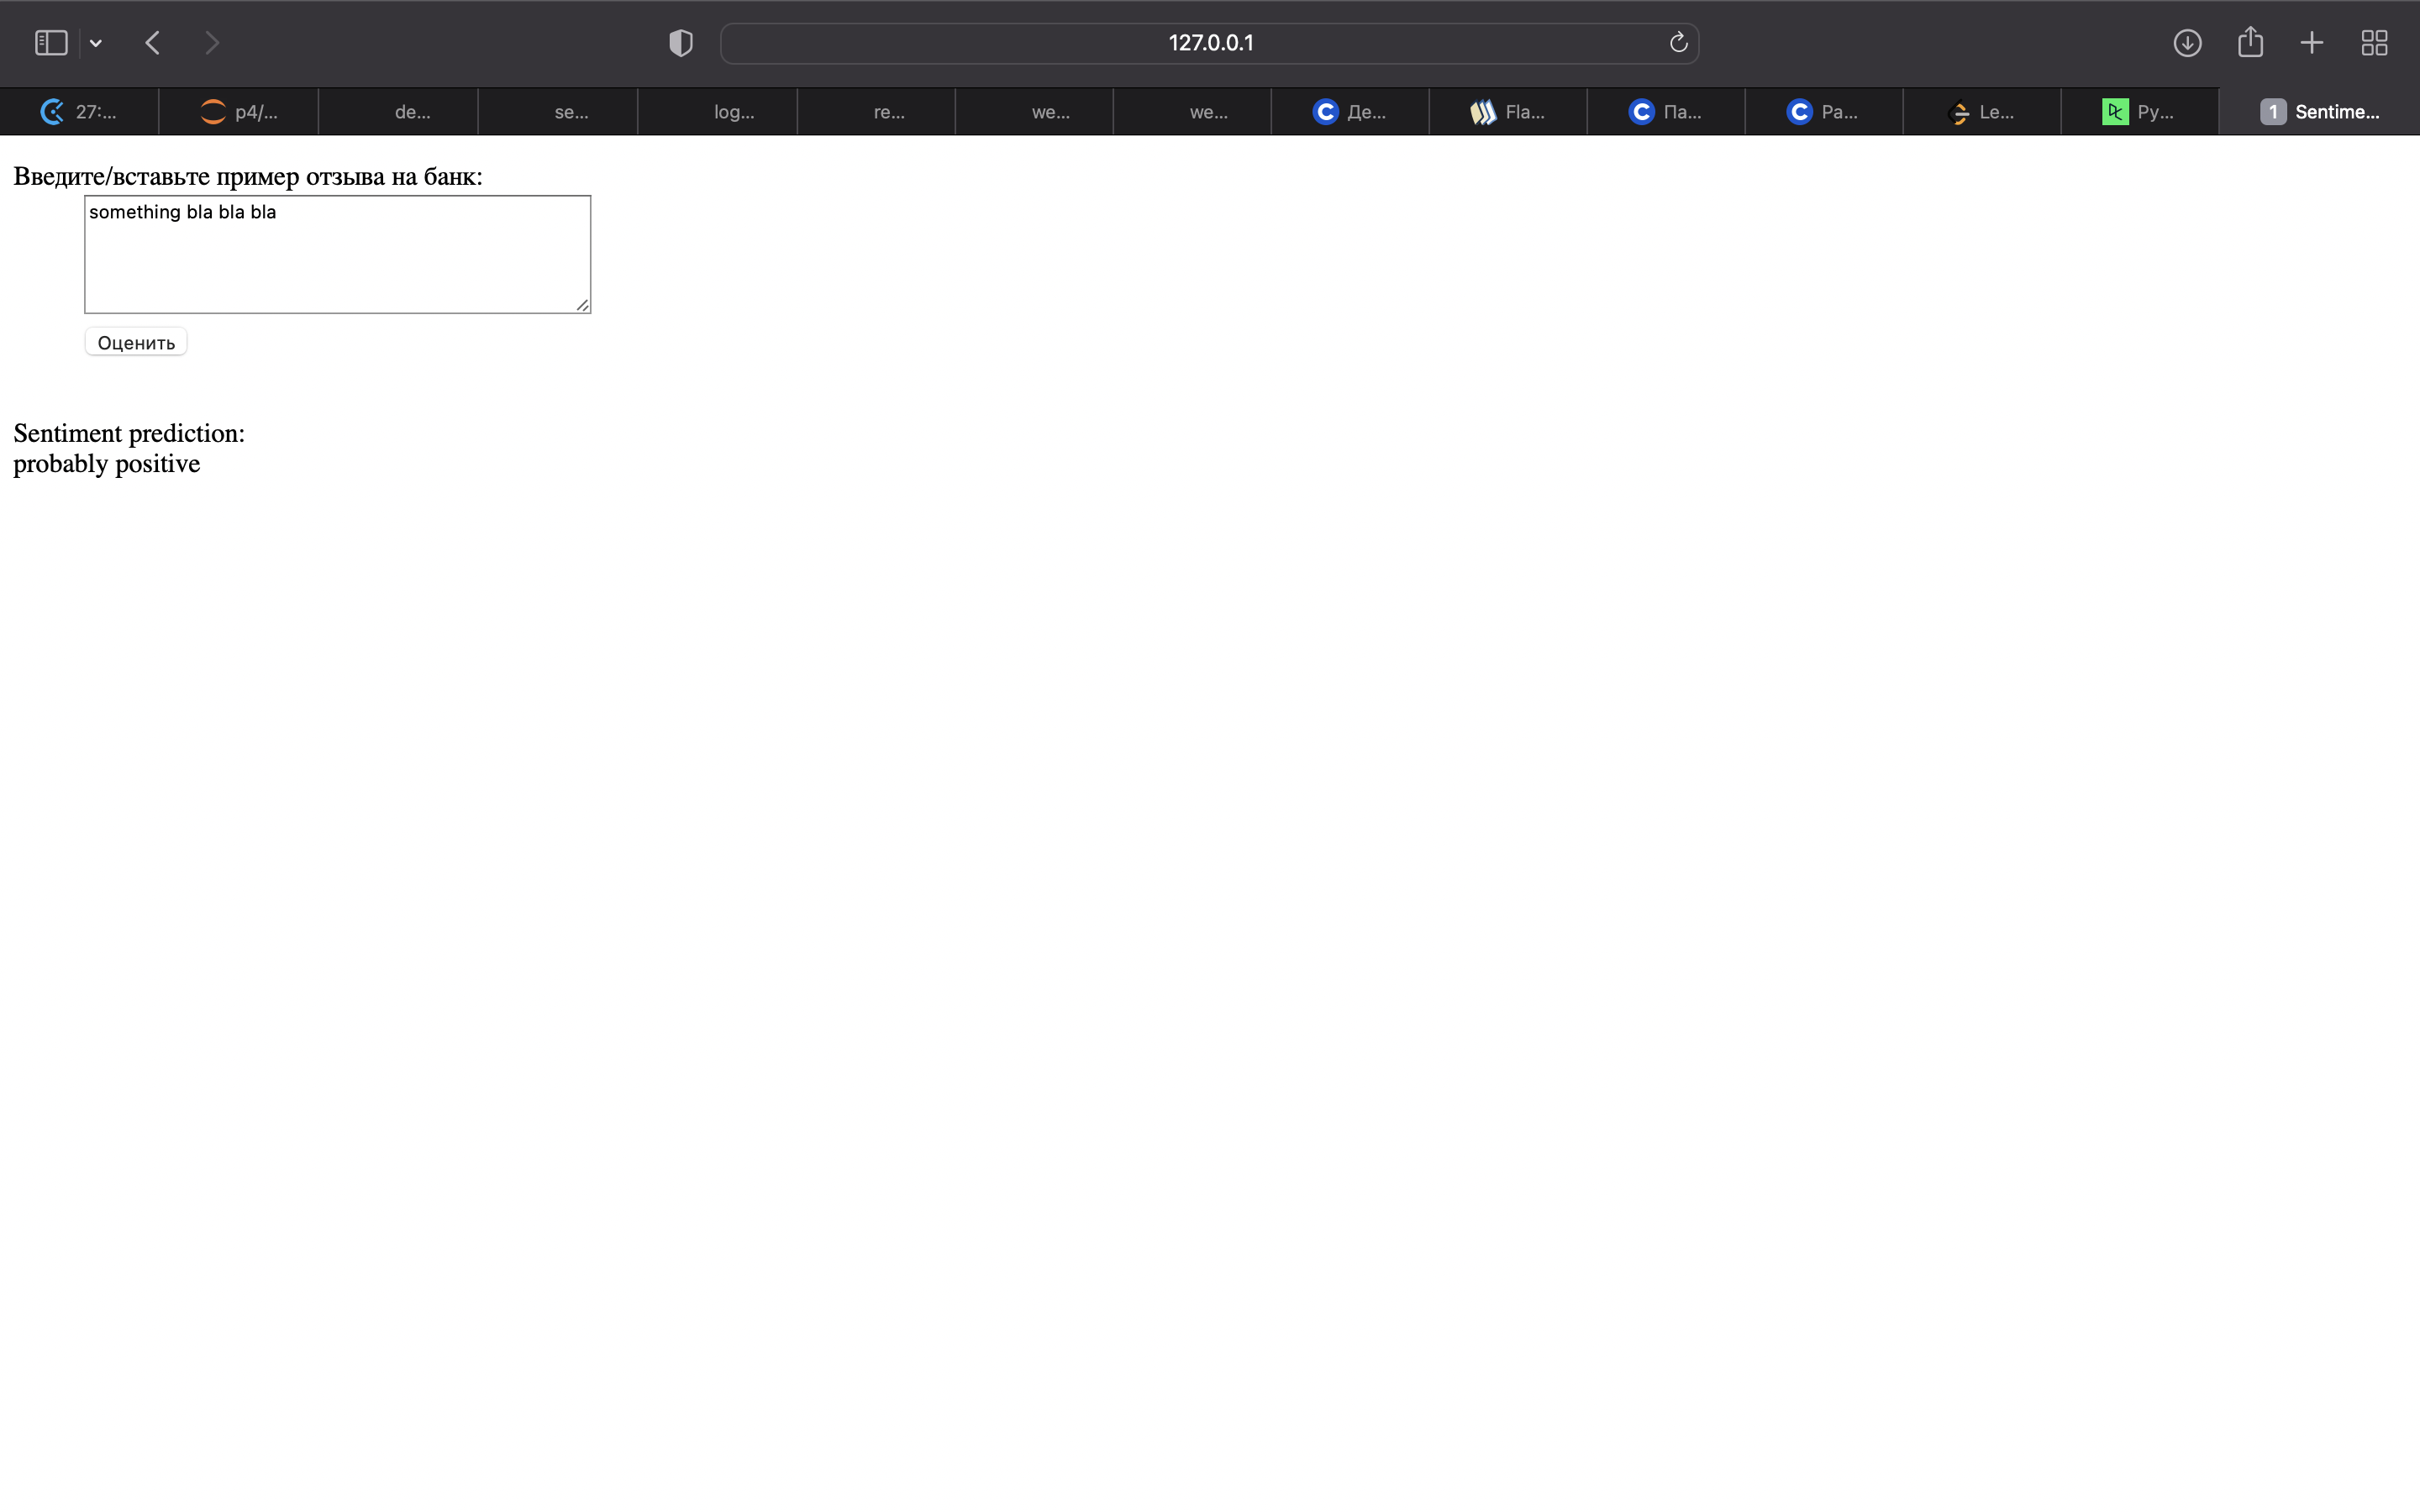 127.0.0.1
27:...
p4/...
de...
se...
log...
re...
we...
we...
Де...
Fla...
Па...
Ра...
Le...
Py...
1 Sentime...
Введите/вставьте пример отзыва на банк:
something bla bla bla
Оценить
Sentiment prediction:
probably positive